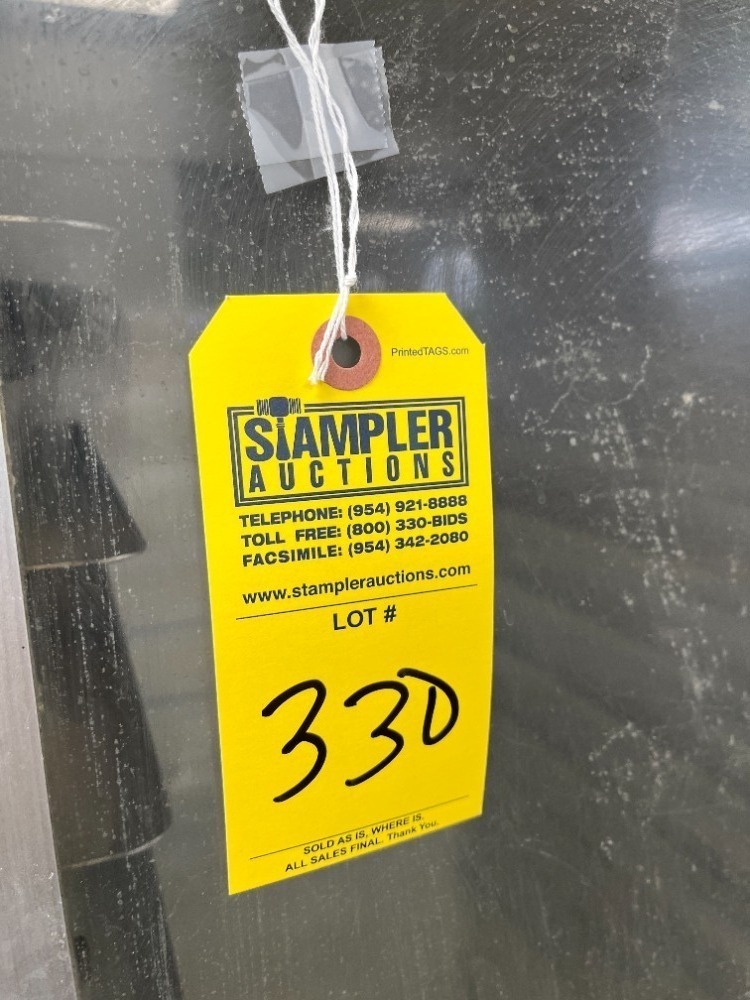 PrintedTAGS.com
STAMPLER
AUCTIONS
TELEPHONE: (954) 921-8888
TOLL FREE: (800) 330-BIDS
FACSIMILE: (954) 342-2080
www.stamplerauctions.com
LOT #
330
SOLD AS IS, WHERE IS.
ALL SALES FINAL. Thank You.